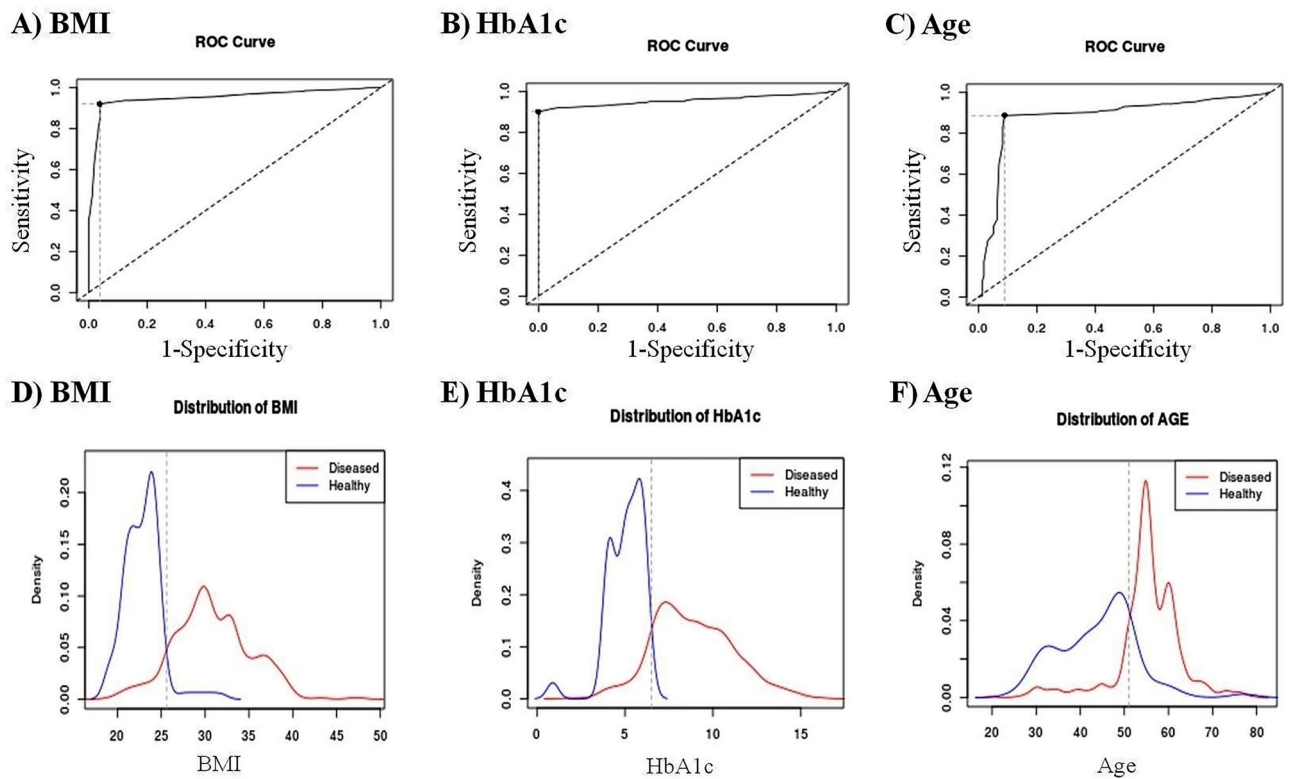 A) BMI
ROC Curve
Sensitivity
0.0 0.2 0.4 0.6 0.8 1.0
0.0 0.2 0.4 0.6 0.8 1.0
1-Specificity
B) HbA1c
ROC Curve
Sensitivity
0.0 0.2 0.4 0.6 0.8 1.0
0.0 0.2 0.4 0.6 0.8 1.0
1-Specificity
C) Age
ROC Curve
Sensitivity
0.0 0.2 0.4 0.6 0.8 1.0
0.0 0.2 0.4 0.6 0.8 1.0
1-Specificity
D) BMI
Distribution of BMI
Diseased
Healthy
Density
0.00 0.05 0.10 0.15 0.20
20 25 30 35 40 45 50
BMI
E) HbA1c
Distribution of HbA1c
Diseased
Healthy
Density
0.0 0.1 0.2 0.3 0.4
0 5 10 15
HbA1c
F) Age
Distribution of AGE
Diseased
Healthy
Density
0.00 0.04 0.08 0.12
20 30 40 50 60 70 80
Age